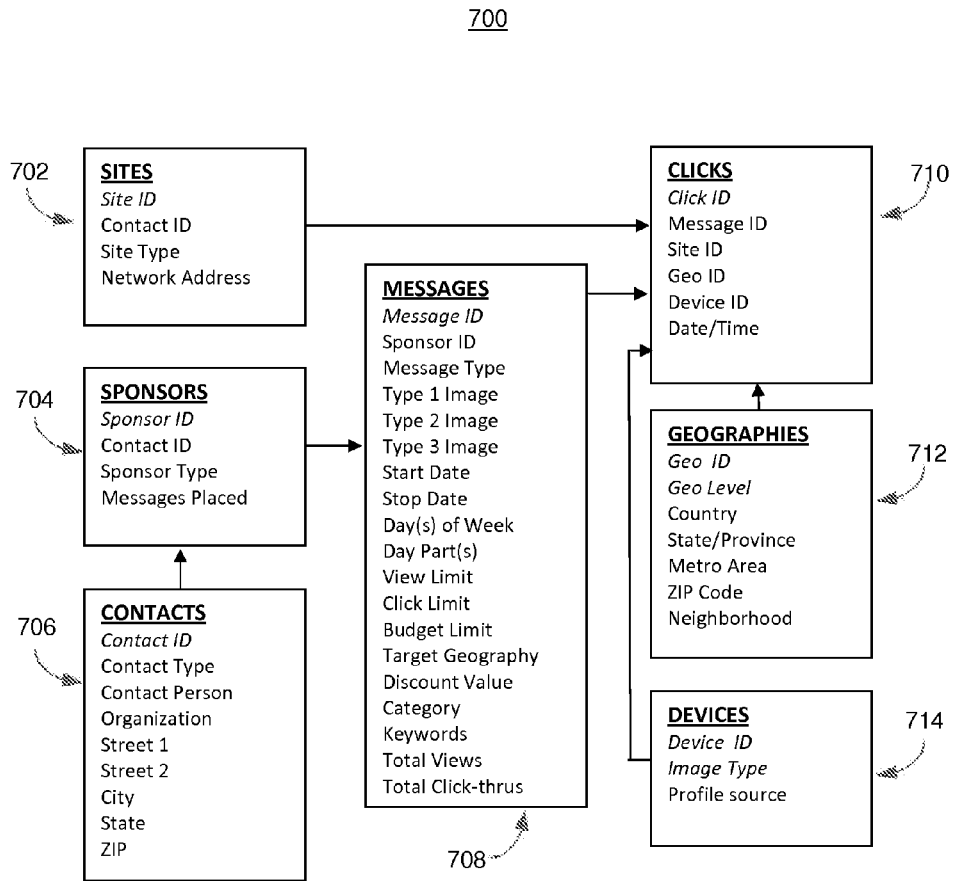 700
702
SITES
Site ID
Contact ID
Site Type
Network Address
704
SPONSORS
Sponsor ID
Contact ID
Sponsor Type
Messages Placed
706
CONTACTS
Contact ID
Contact Type
Contact Person
Organization
Street 1
Street 2
City
State
ZIP
MESSAGES
Message ID
Sponsor ID
Message Type
Type 1 Image
Type 2 Image
Type 3 Image
Start Date
Stop Date
Day(s) of Week
Day Part(s)
View Limit
Click Limit
Budget Limit
Target Geography
Discount Value
Category
Keywords
Total Views
Total Click-thrus
708
CLICKS
Click ID
Message ID
Site ID
Geo ID
Device ID
Date/Time
710
GEOGRAPHIES
Geo ID
Geo Level
Country
State/Province
Metro Area
ZIP Code
Neighborhood
712
DEVICES
Device ID
Image Type
Profile source
714